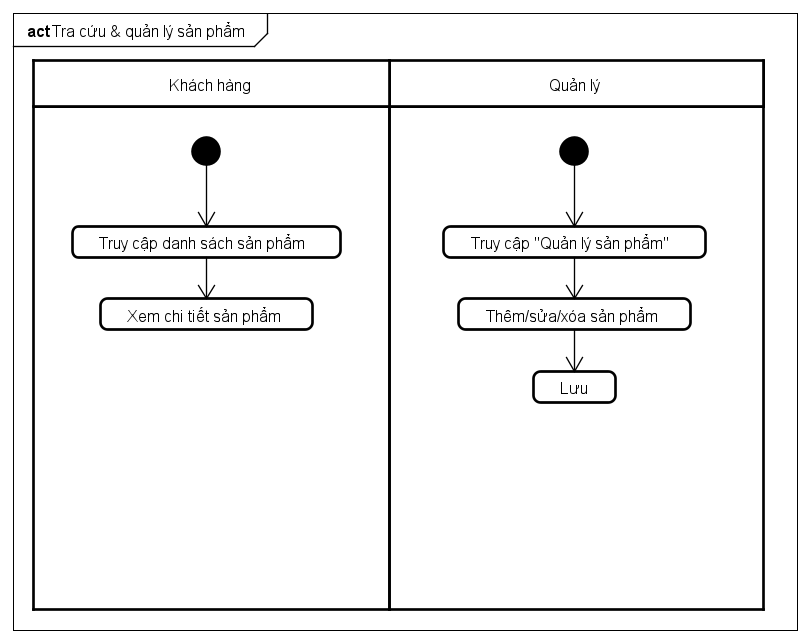 act Tra cứu & quản lý sản phẩm
Khách hàng
Quản lý
Truy cập danh sách sản phẩm
Truy cập "Quản lý sản phẩm"
Xem chi tiết sản phẩm
Thêm/sửa/xóa sản phẩm
Lưu